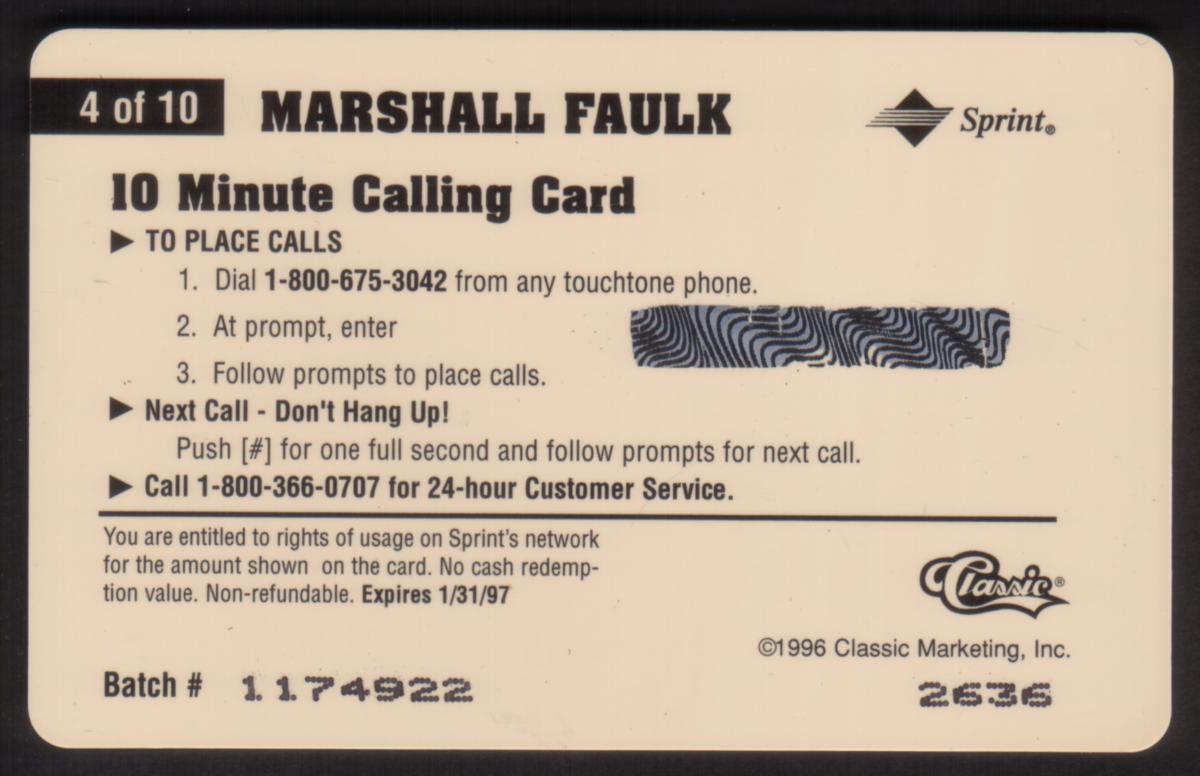 4 of 10 MARSHALL FAULK Sprint®
10 Minute Calling Card
▶ TO PLACE CALLS
1. Dial 1-800-675-3042 from any touchtone phone.
2. At prompt, enter
3. Follow prompts to place calls.
▶ Next Call - Don't Hang Up!
Push [#] for one full second and follow prompts for next call.
▶ Call 1-800-366-0707 for 24-hour Customer Service.
You are entitled to rights of usage on Sprint's network
for the amount shown on the card. No cash redemp-
tion value. Non-refundable. Expires 1/31/97
Classic®
©1996 Classic Marketing, Inc.
Batch # 1174922 2636